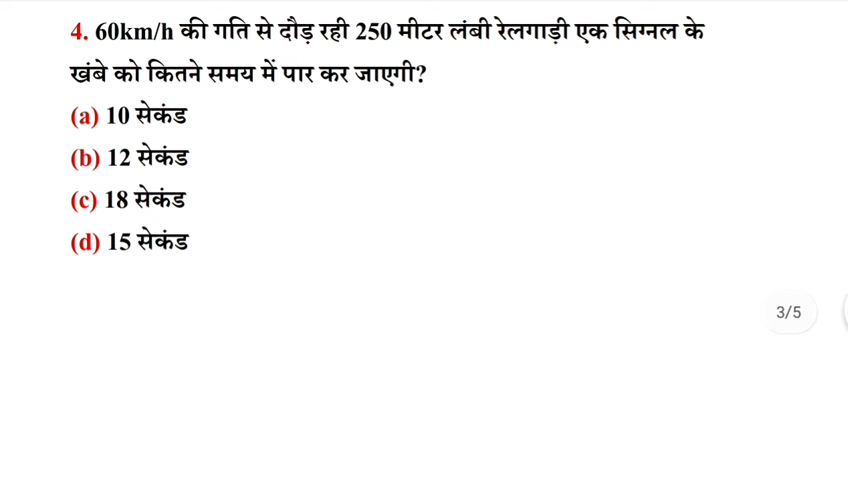 4. 60km/h की गति से दौड़ रही 250 मीटर लंबी रेलगाड़ी एक सिग्नल के
खंबे को कितने समय में पार कर जाएगी?
(a) 10 सेकंड
(b) 12 सेकंड
(c) 18 सेकंड
(d) 15 सेकंड
3/5